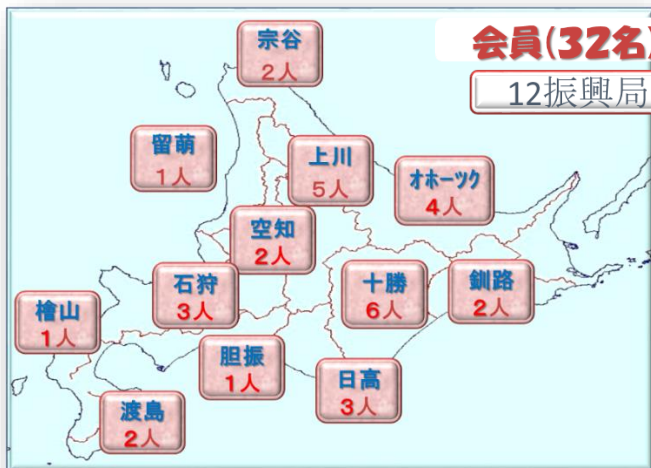 会員(32名)
12振興局
宗谷
2人
留萌
1人
上川
5人
オホーツク
4人
空知
2人
石狩
3人
十勝
6人
釧路
2人
檜山
1人
胆振
1人
日高
3人
渡島
2人